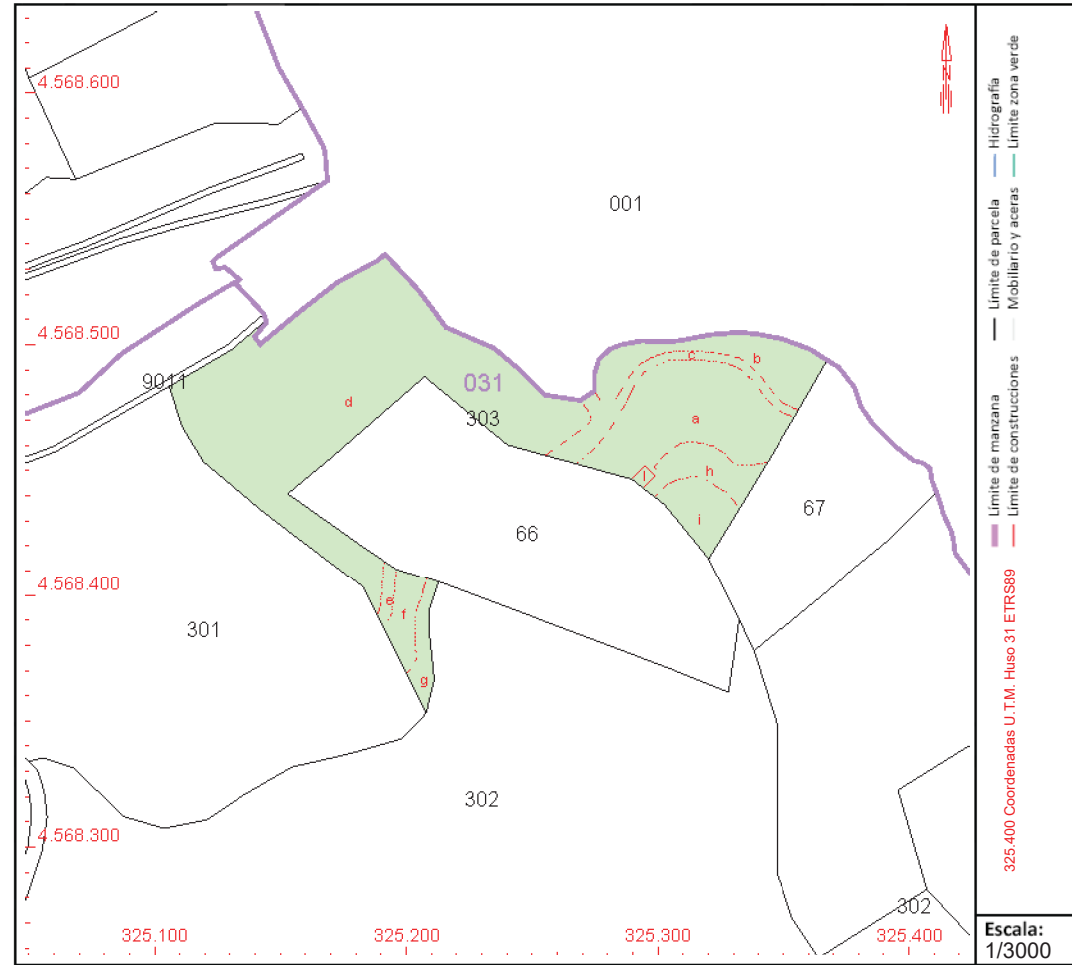 4.568.600
001
4.568.500
9011
031
c
b
d
303
a
h
I
i
66
67
4.568.400
e
f
301
g
302
4.568.300
302
325.100
325.200
325.300
325.400
N
325.400 Coordenadas U.T.M. Huso 31 ETRS89
Límite de manzana
Límite de parcela
Hidrografía
Límite de construcciones
Mobiliario y aceras
Límite zona verde
Escala:
1/3000